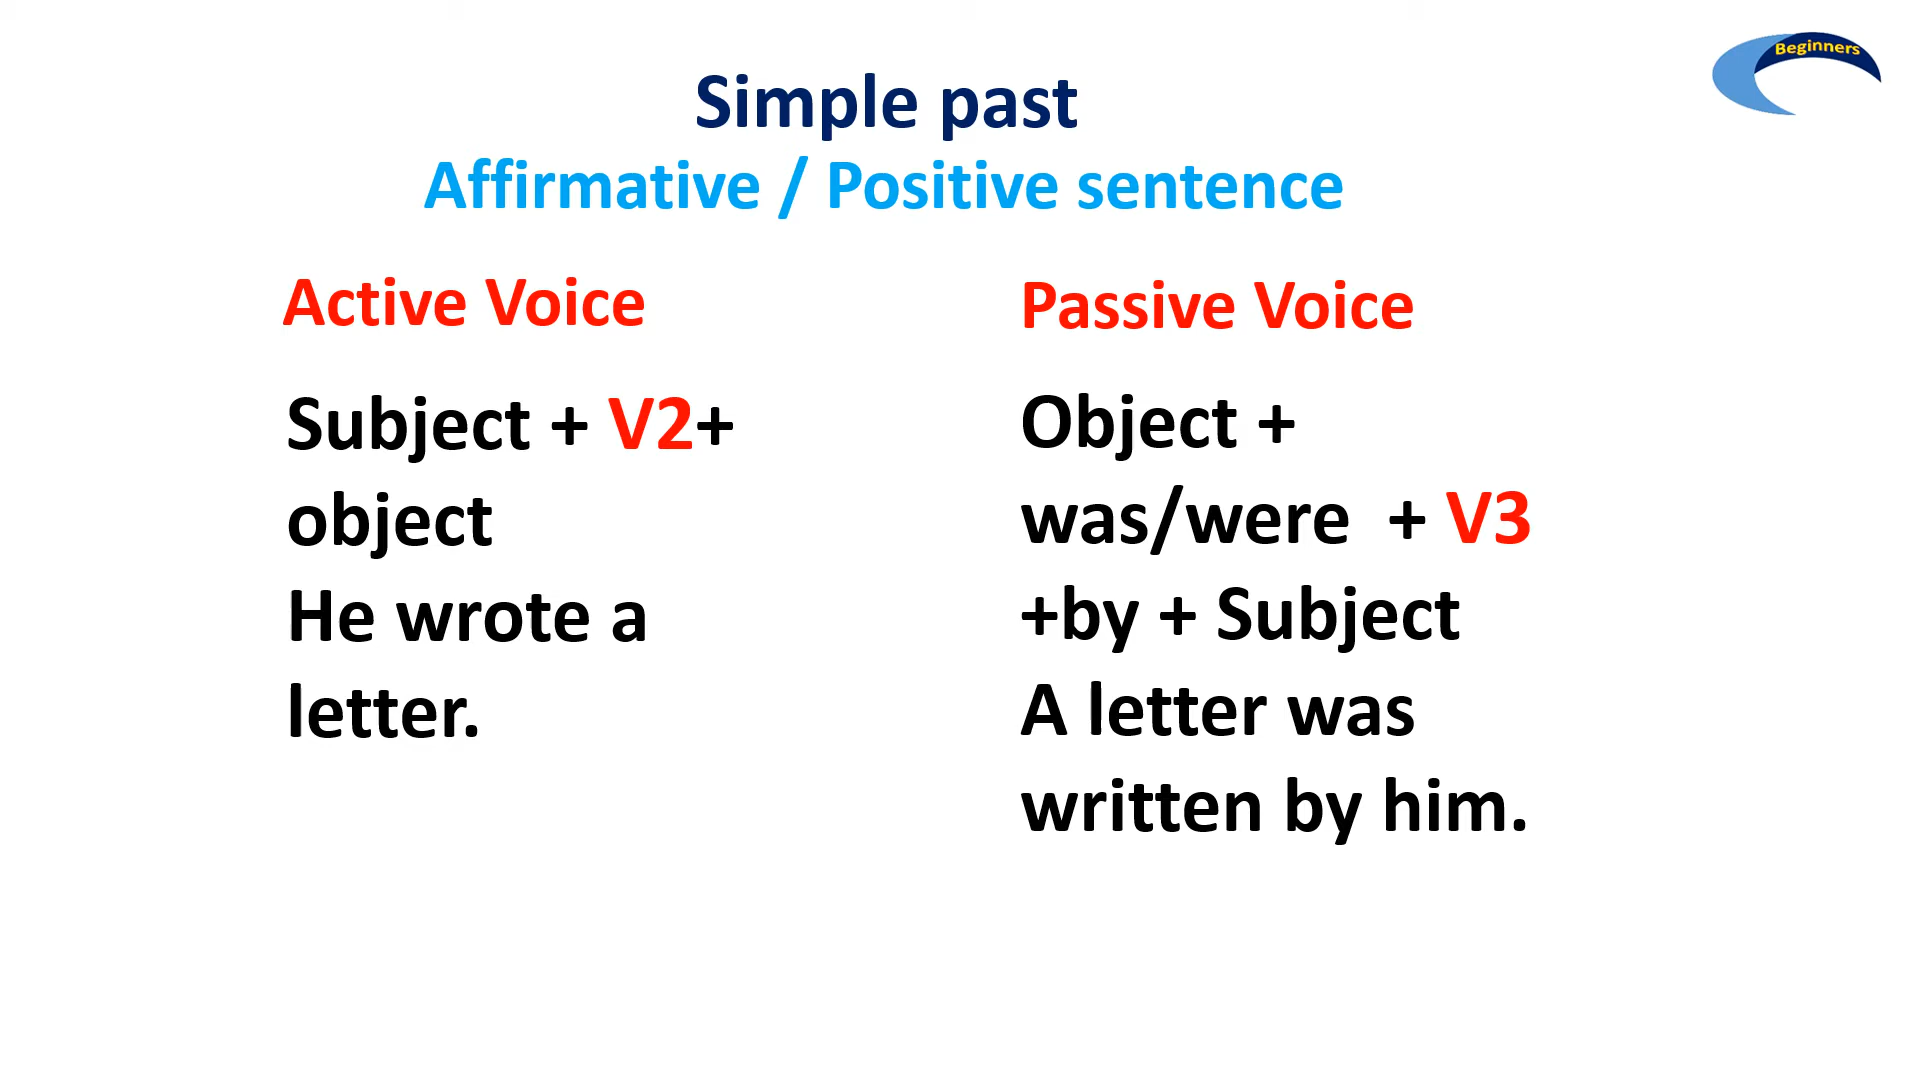 Beginners
Simple past
Affirmative / Positive sentence
Active Voice
Subject + V2+
object
He wrote a
letter.
Passive Voice
Object +
was/were + V3
+by + Subject
A letter was
written by him.